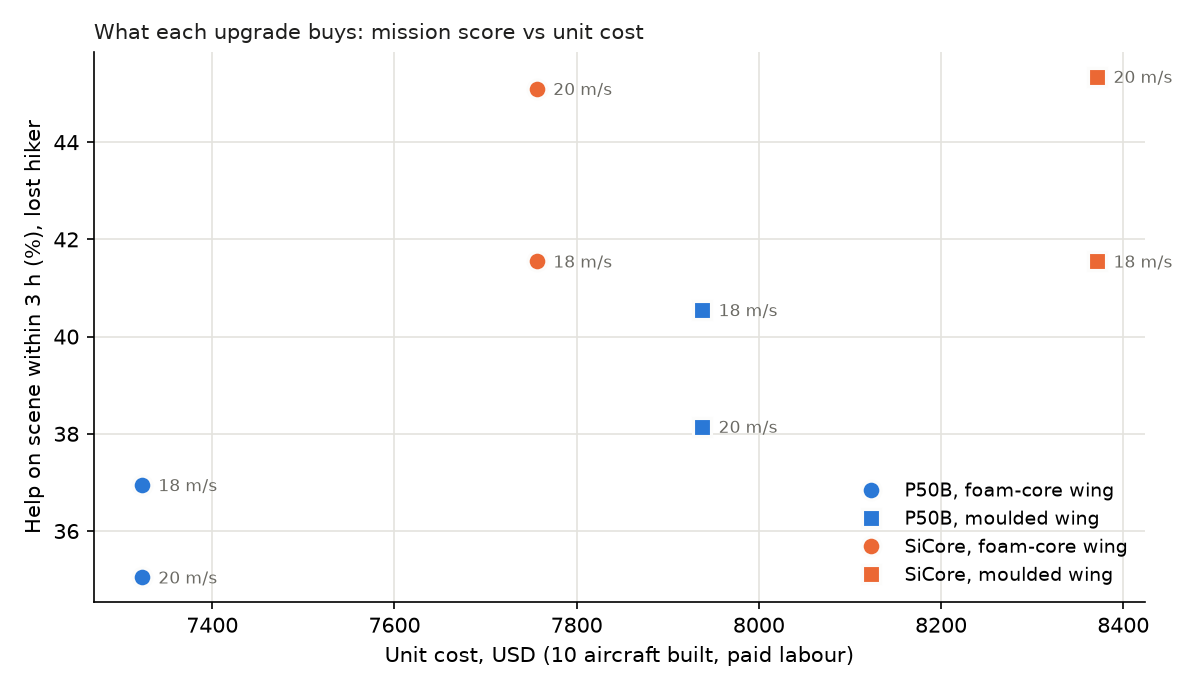 What each upgrade buys: mission score vs unit cost
Help on scene within 3 h (%), lost hiker
44
42
40
38
36
20 m/s
20 m/s
18 m/s
18 m/s
18 m/s
20 m/s
18 m/s
20 m/s
P50B, foam-core wing
P50B, moulded wing
SiCore, foam-core wing
SiCore, moulded wing
7400
7600
7800
8000
8200
8400
Unit cost, USD (10 aircraft built, paid labour)